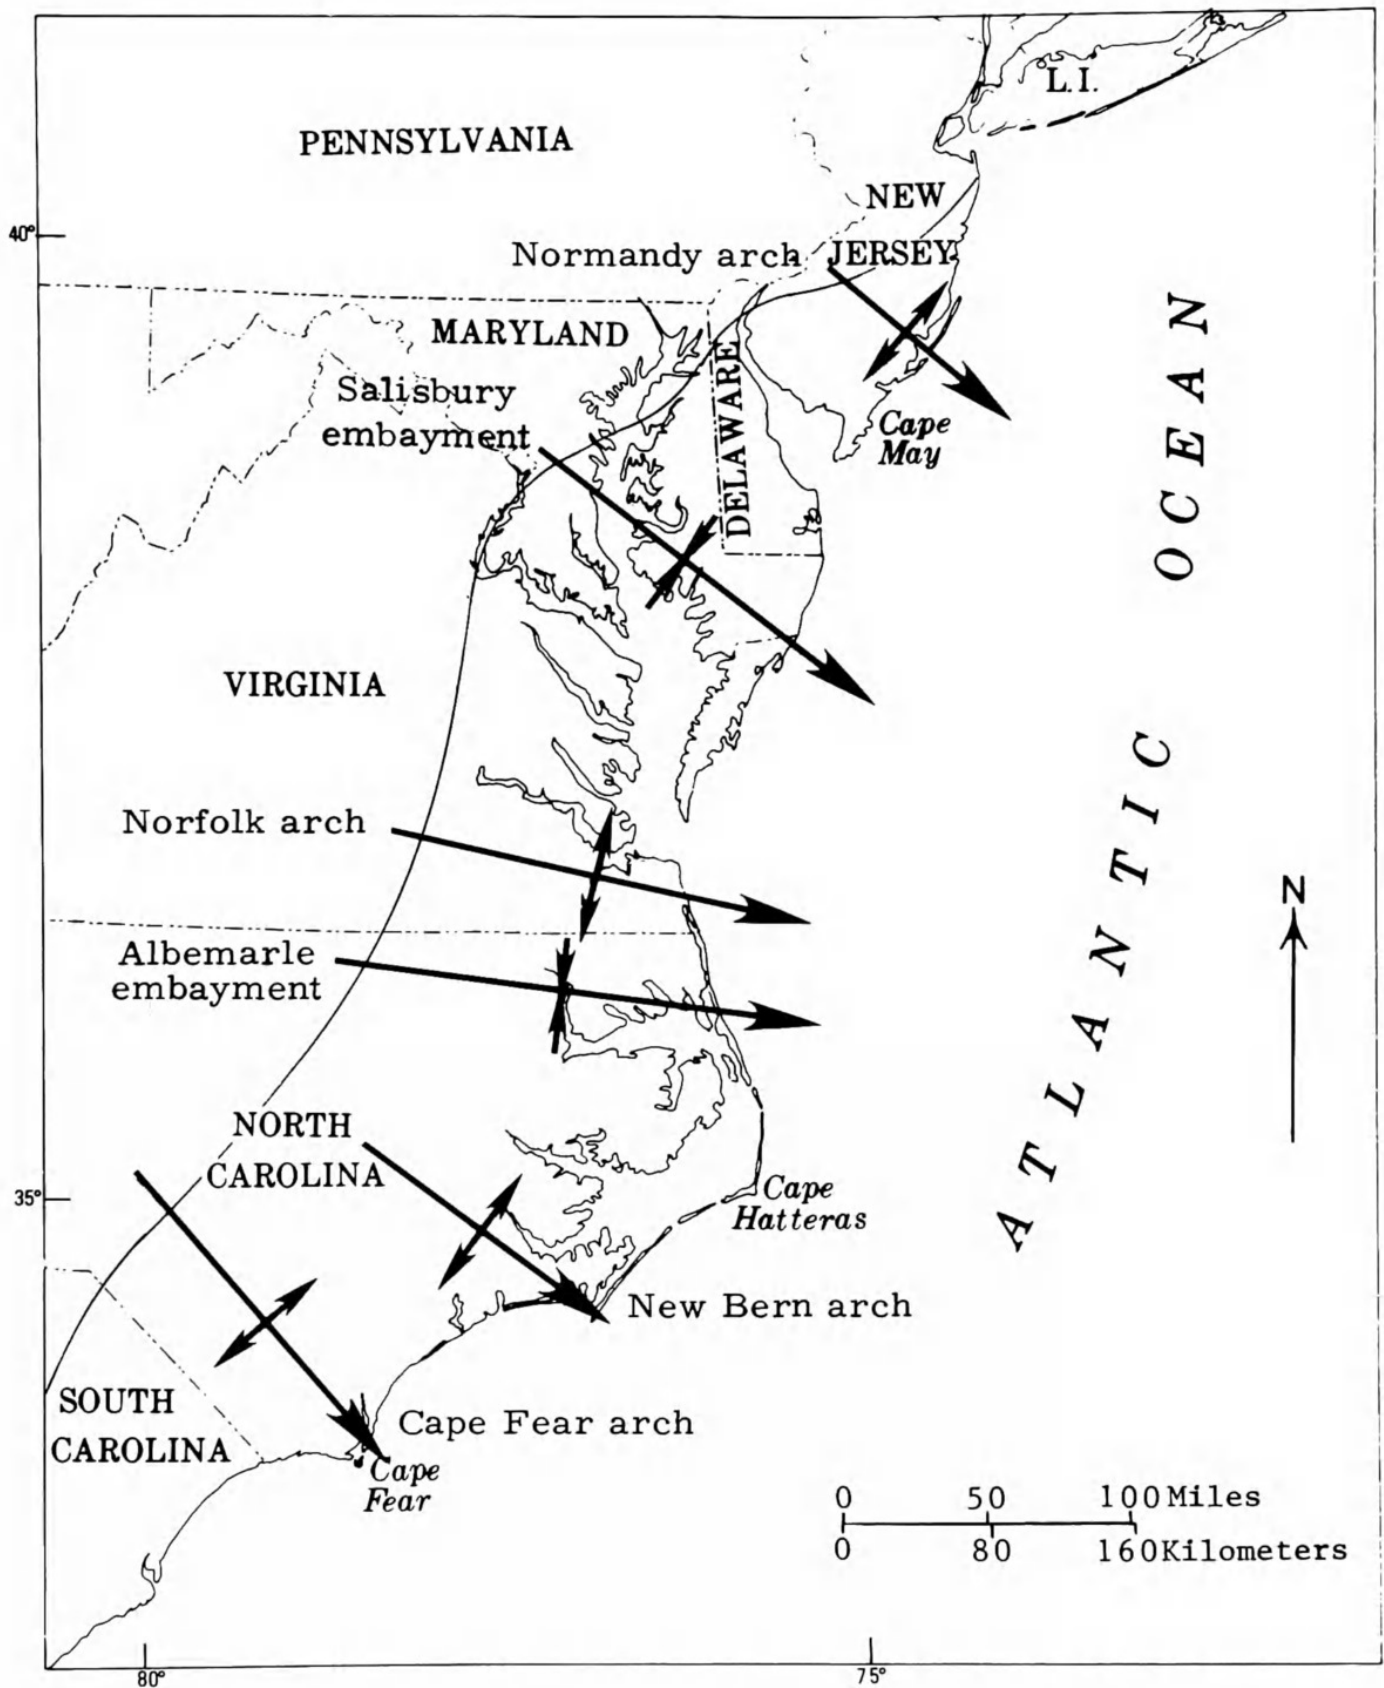 L.I.
PENNSYLVANIA
NEW
JERSEY
40°
Normandy arch
MARYLAND
DELAWARE
Salisbury
embayment
Cape
May
ATLANTIC OCEAN
VIRGINIA
Norfolk arch
N
Albemarle
embayment
NORTH
CAROLINA
35°
Cape
Hatteras
New Bern arch
SOUTH
CAROLINA
Cape Fear arch
Cape
Fear
0 50 100 Miles
0 80 160 Kilometers
80° 75°